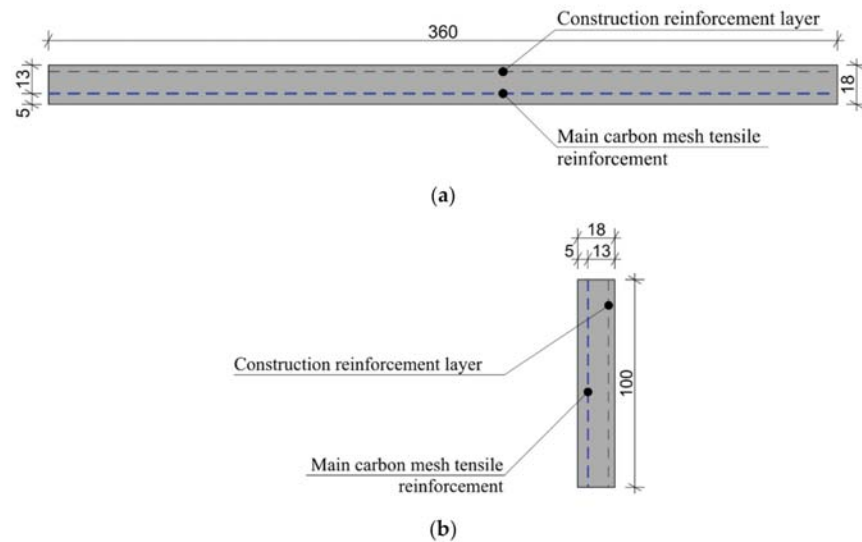 Construction reinforcement layer
360
13
5
18
Main carbon mesh tensile
reinforcement
(a)
18
5
13
Construction reinforcement layer
100
Main carbon mesh tensile
reinforcement
(b)